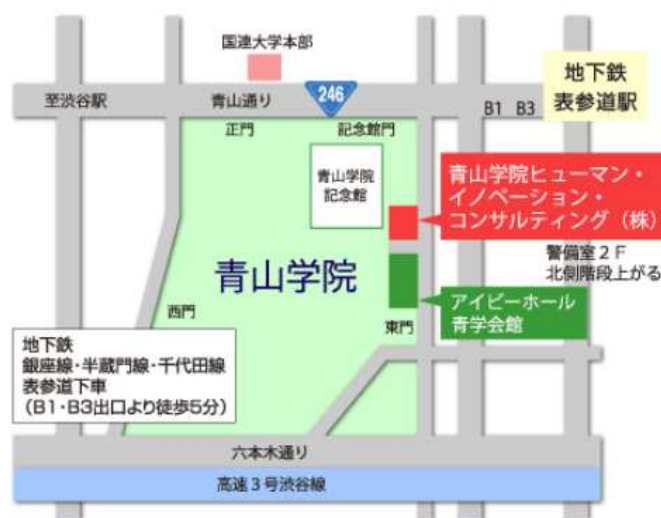 国連大学本部
地下鉄
表参道駅
至渋谷駅
青山通り
246
B1 B3
正門
記念館門
青山学院
記念館
青山学院ヒューマン・
イノベーション・
コンサルティング（株）
警備室２Ｆ
北側階段上がる
青山学院
アイビーホール
青学会館
西門
東門
地下鉄
銀座線・半蔵門線・千代田線
表参道下車
（B1・B3出口より徒歩5分）
六本木通り
高速３号渋谷線